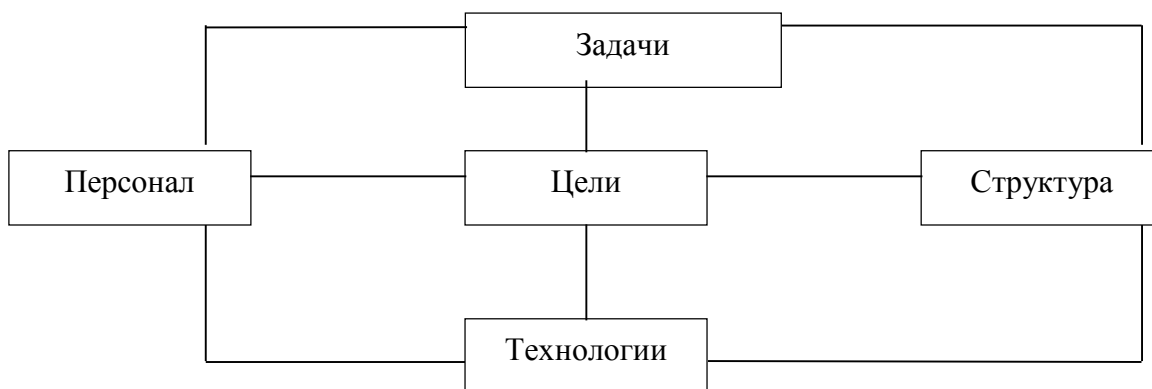 Задачи
Персонал
Цели
Структура
Технологии